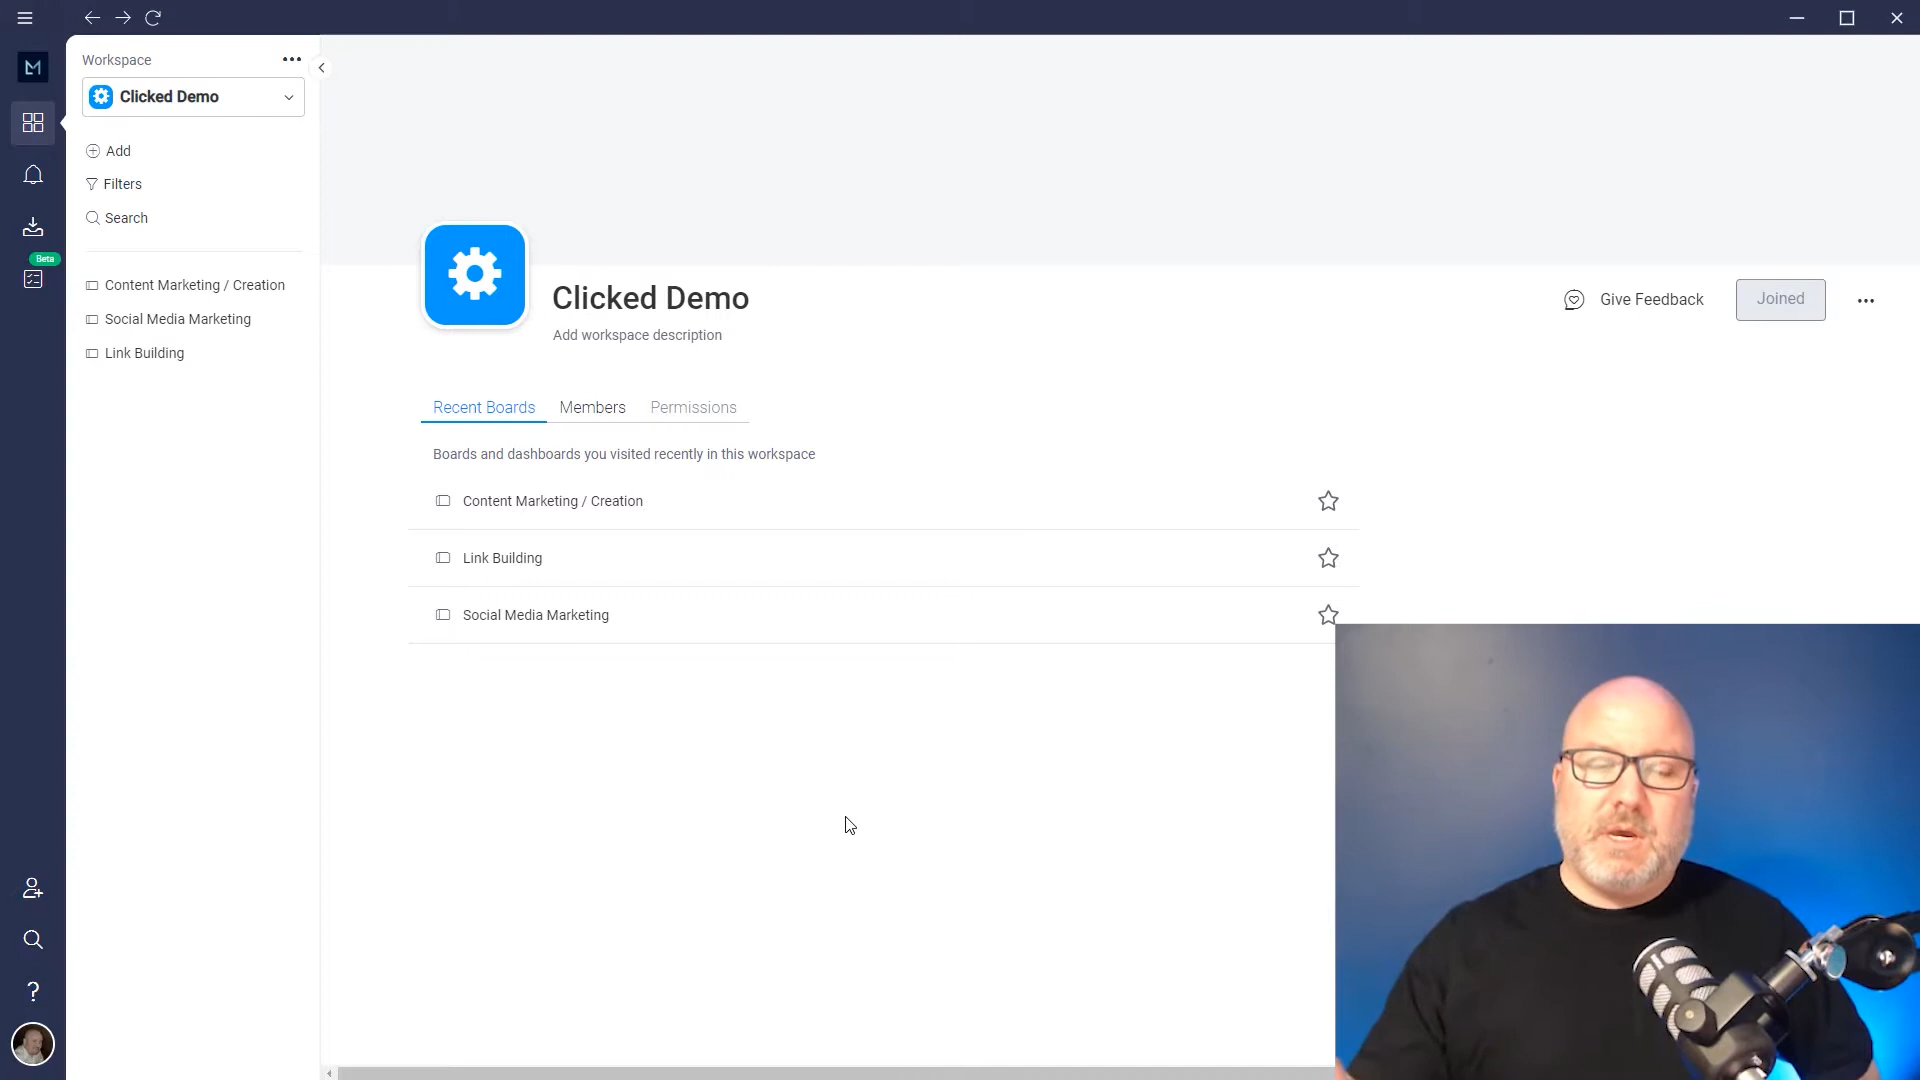 Workspace
Clicked Demo
Add
Filters
Search
Beta
Content Marketing / Creation
Social Media Marketing
Link Building
Clicked Demo
Add workspace description
Give Feedback
Joined
Recent Boards
Members
Permissions
Boards and dashboards you visited recently in this workspace
Content Marketing / Creation
Link Building
Social Media Marketing